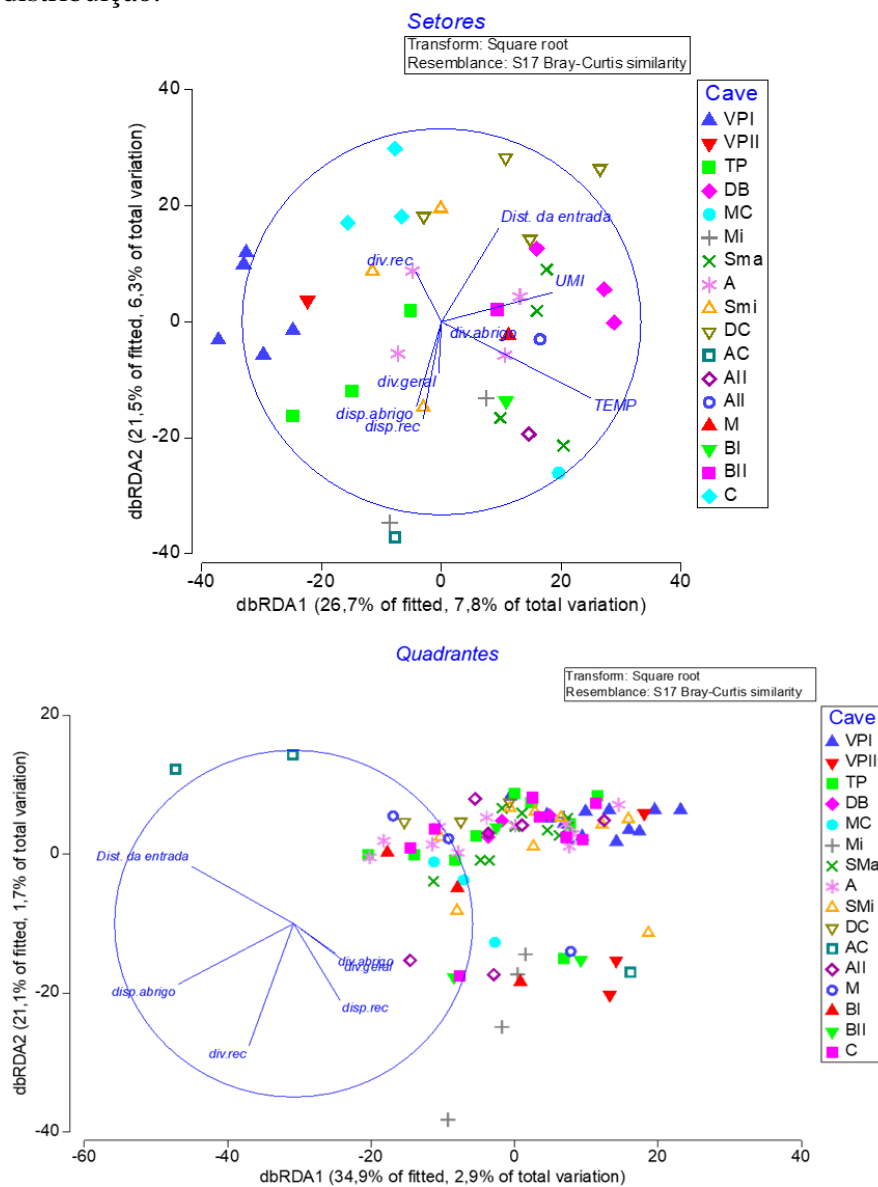 distribuição.
Setores
Transform: Square root
Resemblance: S17 Bray-Curtis similarity
40
20
0
-20
-40
dbRDA2 (21,5% of fitted, 6,3% of total variation)
Dist. da entrada
div.rec
UMI
div.abrigo
div.geral
disp.abrigo
disp.rec
TEMP
-40
-20
0
20
40
dbRDA1 (26,7% of fitted, 7,8% of total variation)
Cave
VPI
VPII
TP
DB
MC
Mi
Sma
A
Smi
DC
AC
AII
AII
M
BI
BII
C
Quadrantes
Transform: Square root
Resemblance: S17 Bray-Curtis similarity
20
0
-20
-40
dbRDA2 (21,1% of fitted, 1,7% of total variation)
Dist. da entrada
div.abrigo
div.geral
disp.abrigo
disp.rec
div.rec
-60
-40
-20
0
20
40
dbRDA1 (34,9% of fitted, 2,9% of total variation)
Cave
VPI
VPII
TP
DB
MC
Mi
SMa
A
SMi
DC
AC
AII
M
BI
BII
C